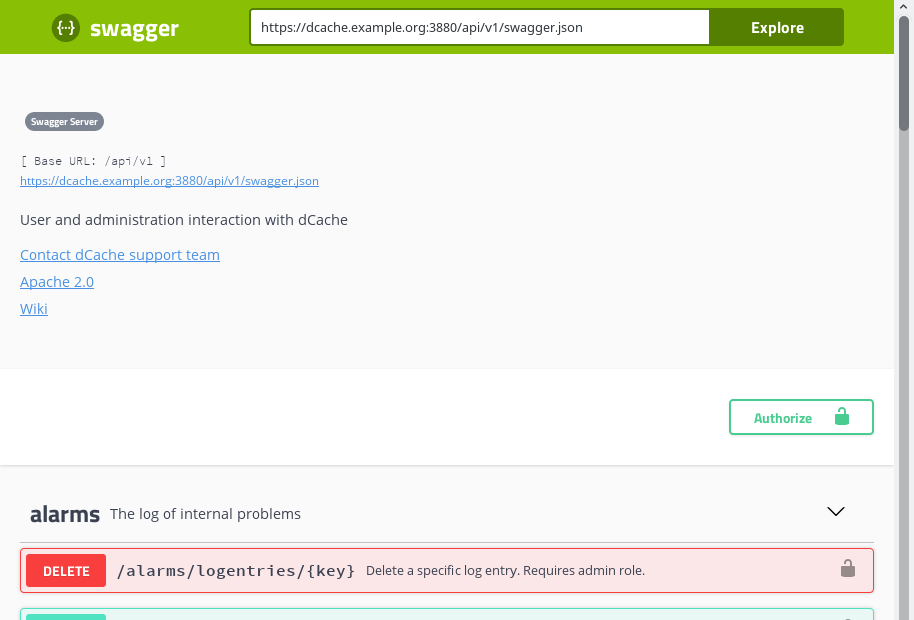 {··} swagger https://dcache.example.org:3880/api/v1/swagger.json Explore
Swagger Server
[ Base URL: /api/v1 ]
https://dcache.example.org:3880/api/v1/swagger.json
User and administration interaction with dCache
Contact dCache support team
Apache 2.0
Wiki
Authorize
alarms The log of internal problems
DELETE /alarms/logentries/{key} Delete a specific log entry. Requires admin role.